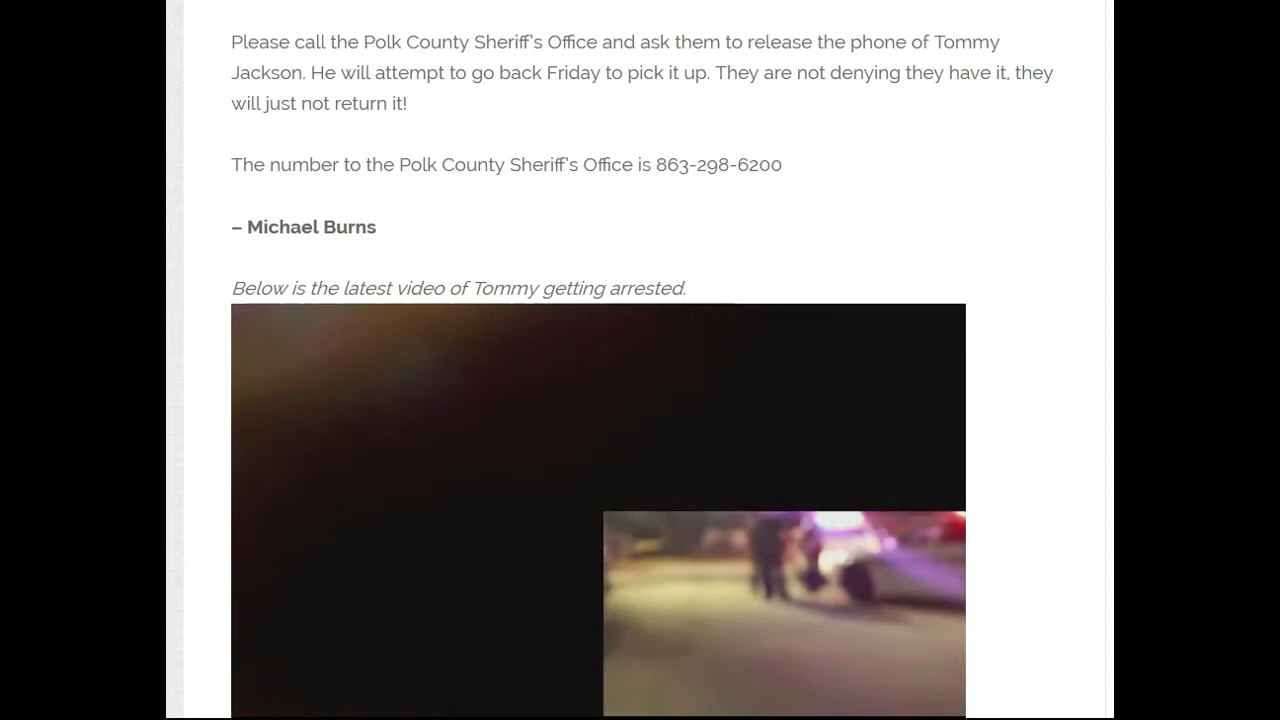 Please call the Polk County Sheriff's Office and ask them to release the phone of Tommy
Jackson. He will attempt to go back Friday to pick it up. They are not denying they have it, they
will just not return it!
The number to the Polk County Sheriff's Office is 863-298-6200
– Michael Burns
Below is the latest video of Tommy getting arrested.